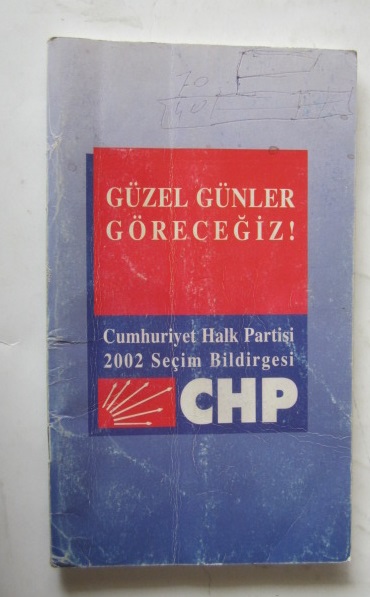 GÜZEL GÜNLER
GÖRECEĞİZ!
Cumhuriyet Halk Partisi
2002 Seçim Bildirgesi
CHP